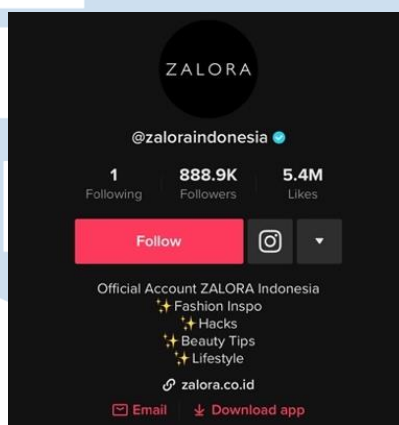 ZALORA
@zaloraindonesia
1 888.9K 5.4M
Following Followers Likes
Follow
Official Account ZALORA Indonesia
✨Fashion Inspo
✨Hacks
✨Beauty Tips
✨Lifestyle
zalora.co.id
Email Download app